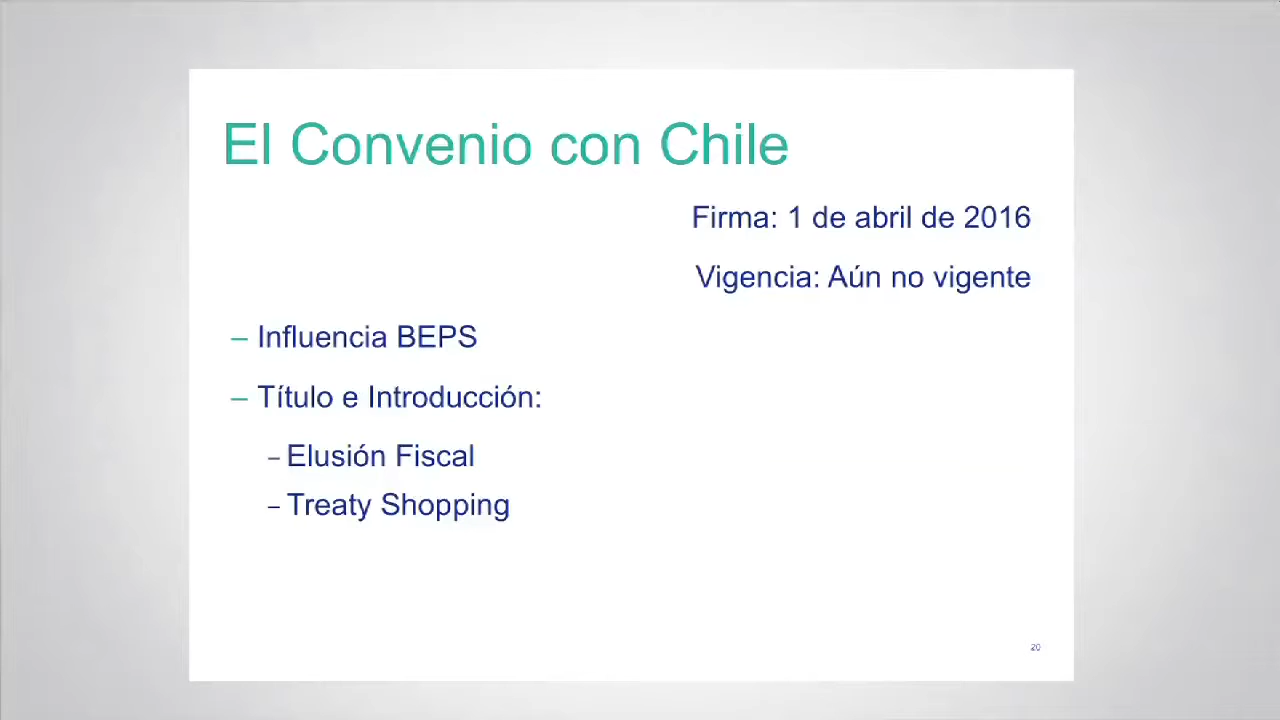 El Convenio con Chile
Firma: 1 de abril de 2016
Vigencia: Aún no vigente
– Influencia BEPS
– Título e Introducción:
– Elusión Fiscal
– Treaty Shopping
20